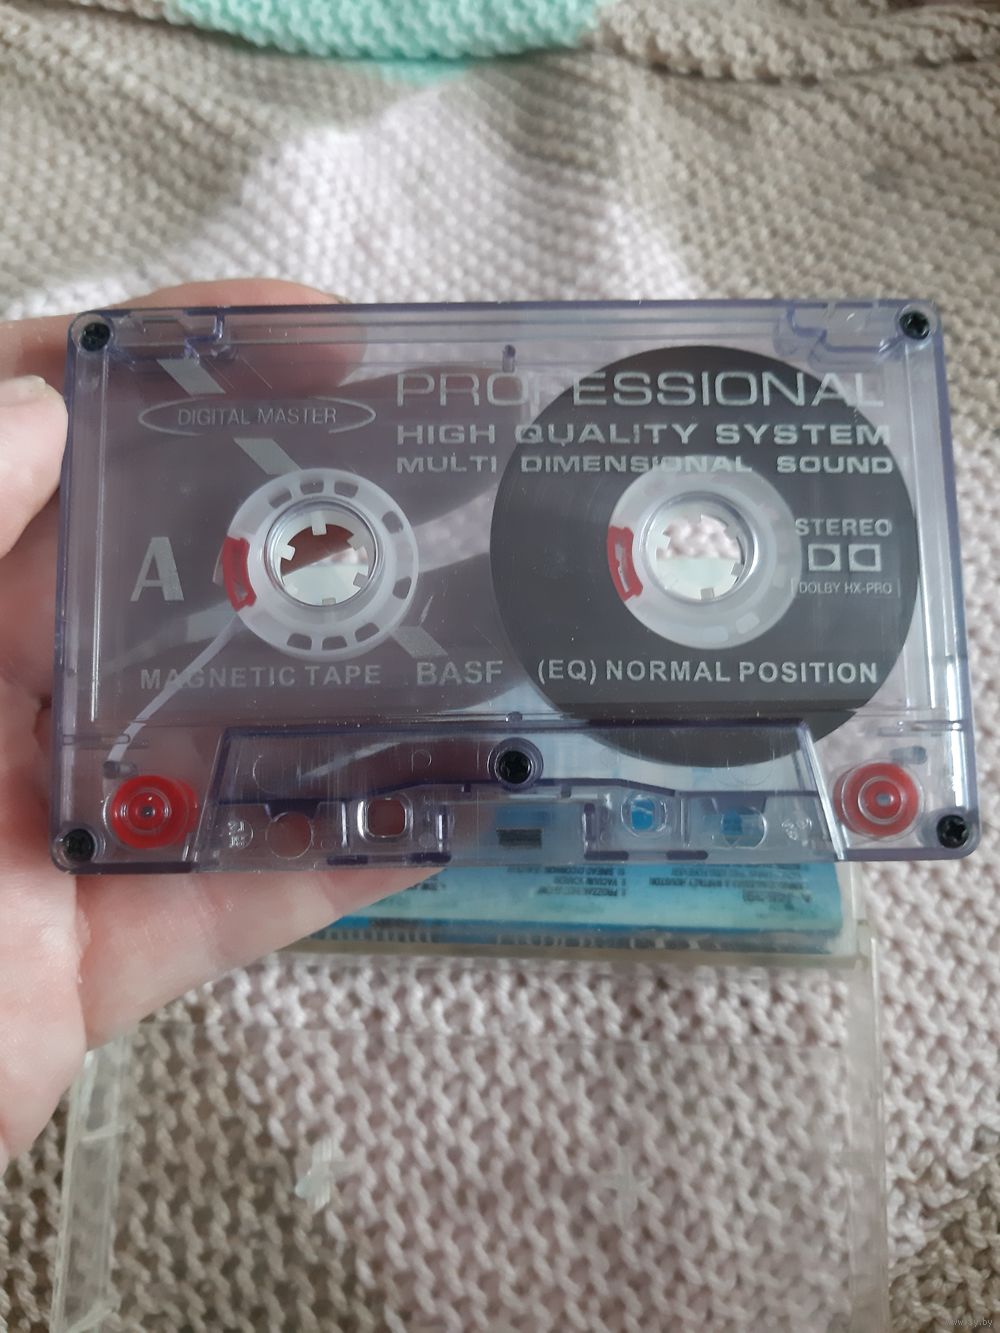 PROFESSIONAL
DIGITAL MASTER
HIGH QUALITY SYSTEM
MULTI DIMENSIONAL SOUND
STEREO
A
DOLBY HX-PRO
MAGNETIC TAPE BASF (EQ) NORMAL POSITION